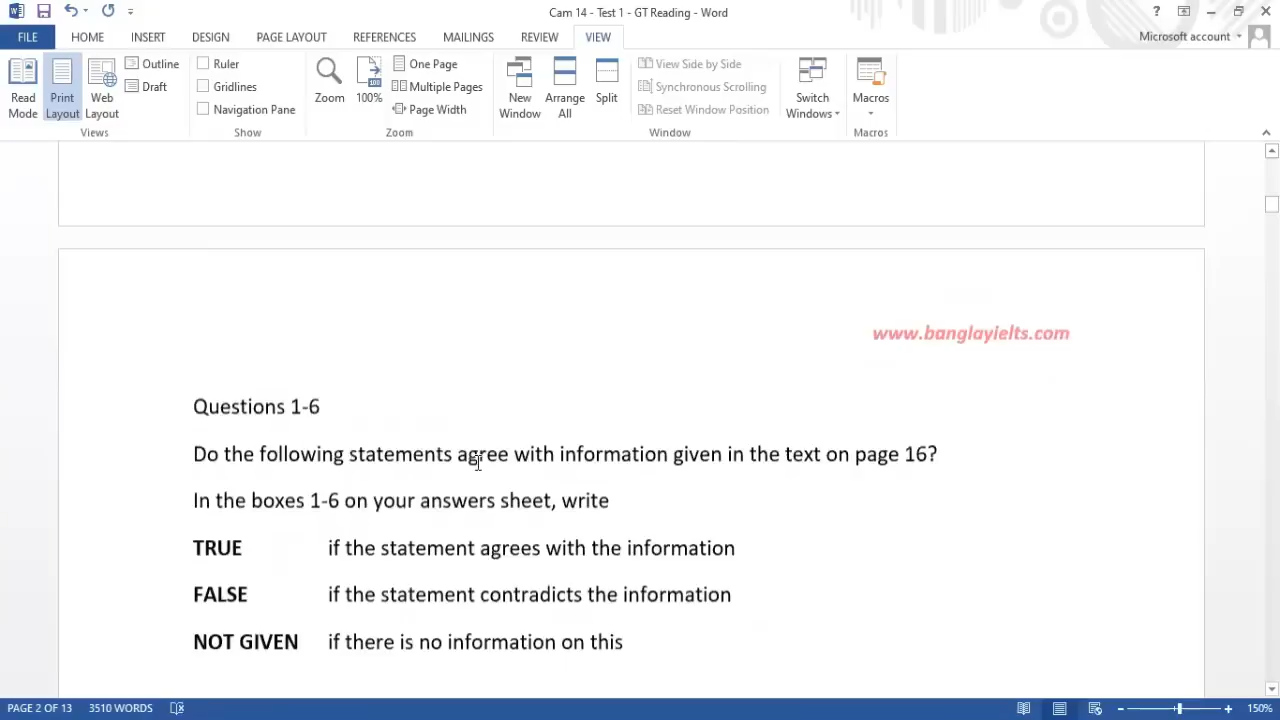 Cam 14 - Test 1 - GT Reading - Word
?
FILE HOME INSERT DESIGN PAGE LAYOUT REFERENCES MAILINGS REVIEW VIEW Microsoft account
Read Mode
Print Layout
Web Layout
Outline
Draft
Views
Ruler
Gridlines
Navigation Pane
Show
Zoom
100%
One Page
Multiple Pages
Page Width
Zoom
New Window
Arrange All
Split
View Side by Side
Synchronous Scrolling
Reset Window Position
Window
Switch Windows
Macros
Macros
www.banglayielts.com
Questions 1-6
Do the following statements agree with information given in the text on page 16?
In the boxes 1-6 on your answers sheet, write
TRUE if the statement agrees with the information
FALSE if the statement contradicts the information
NOT GIVEN if there is no information on this
PAGE 2 OF 13 3510 WORDS 150%